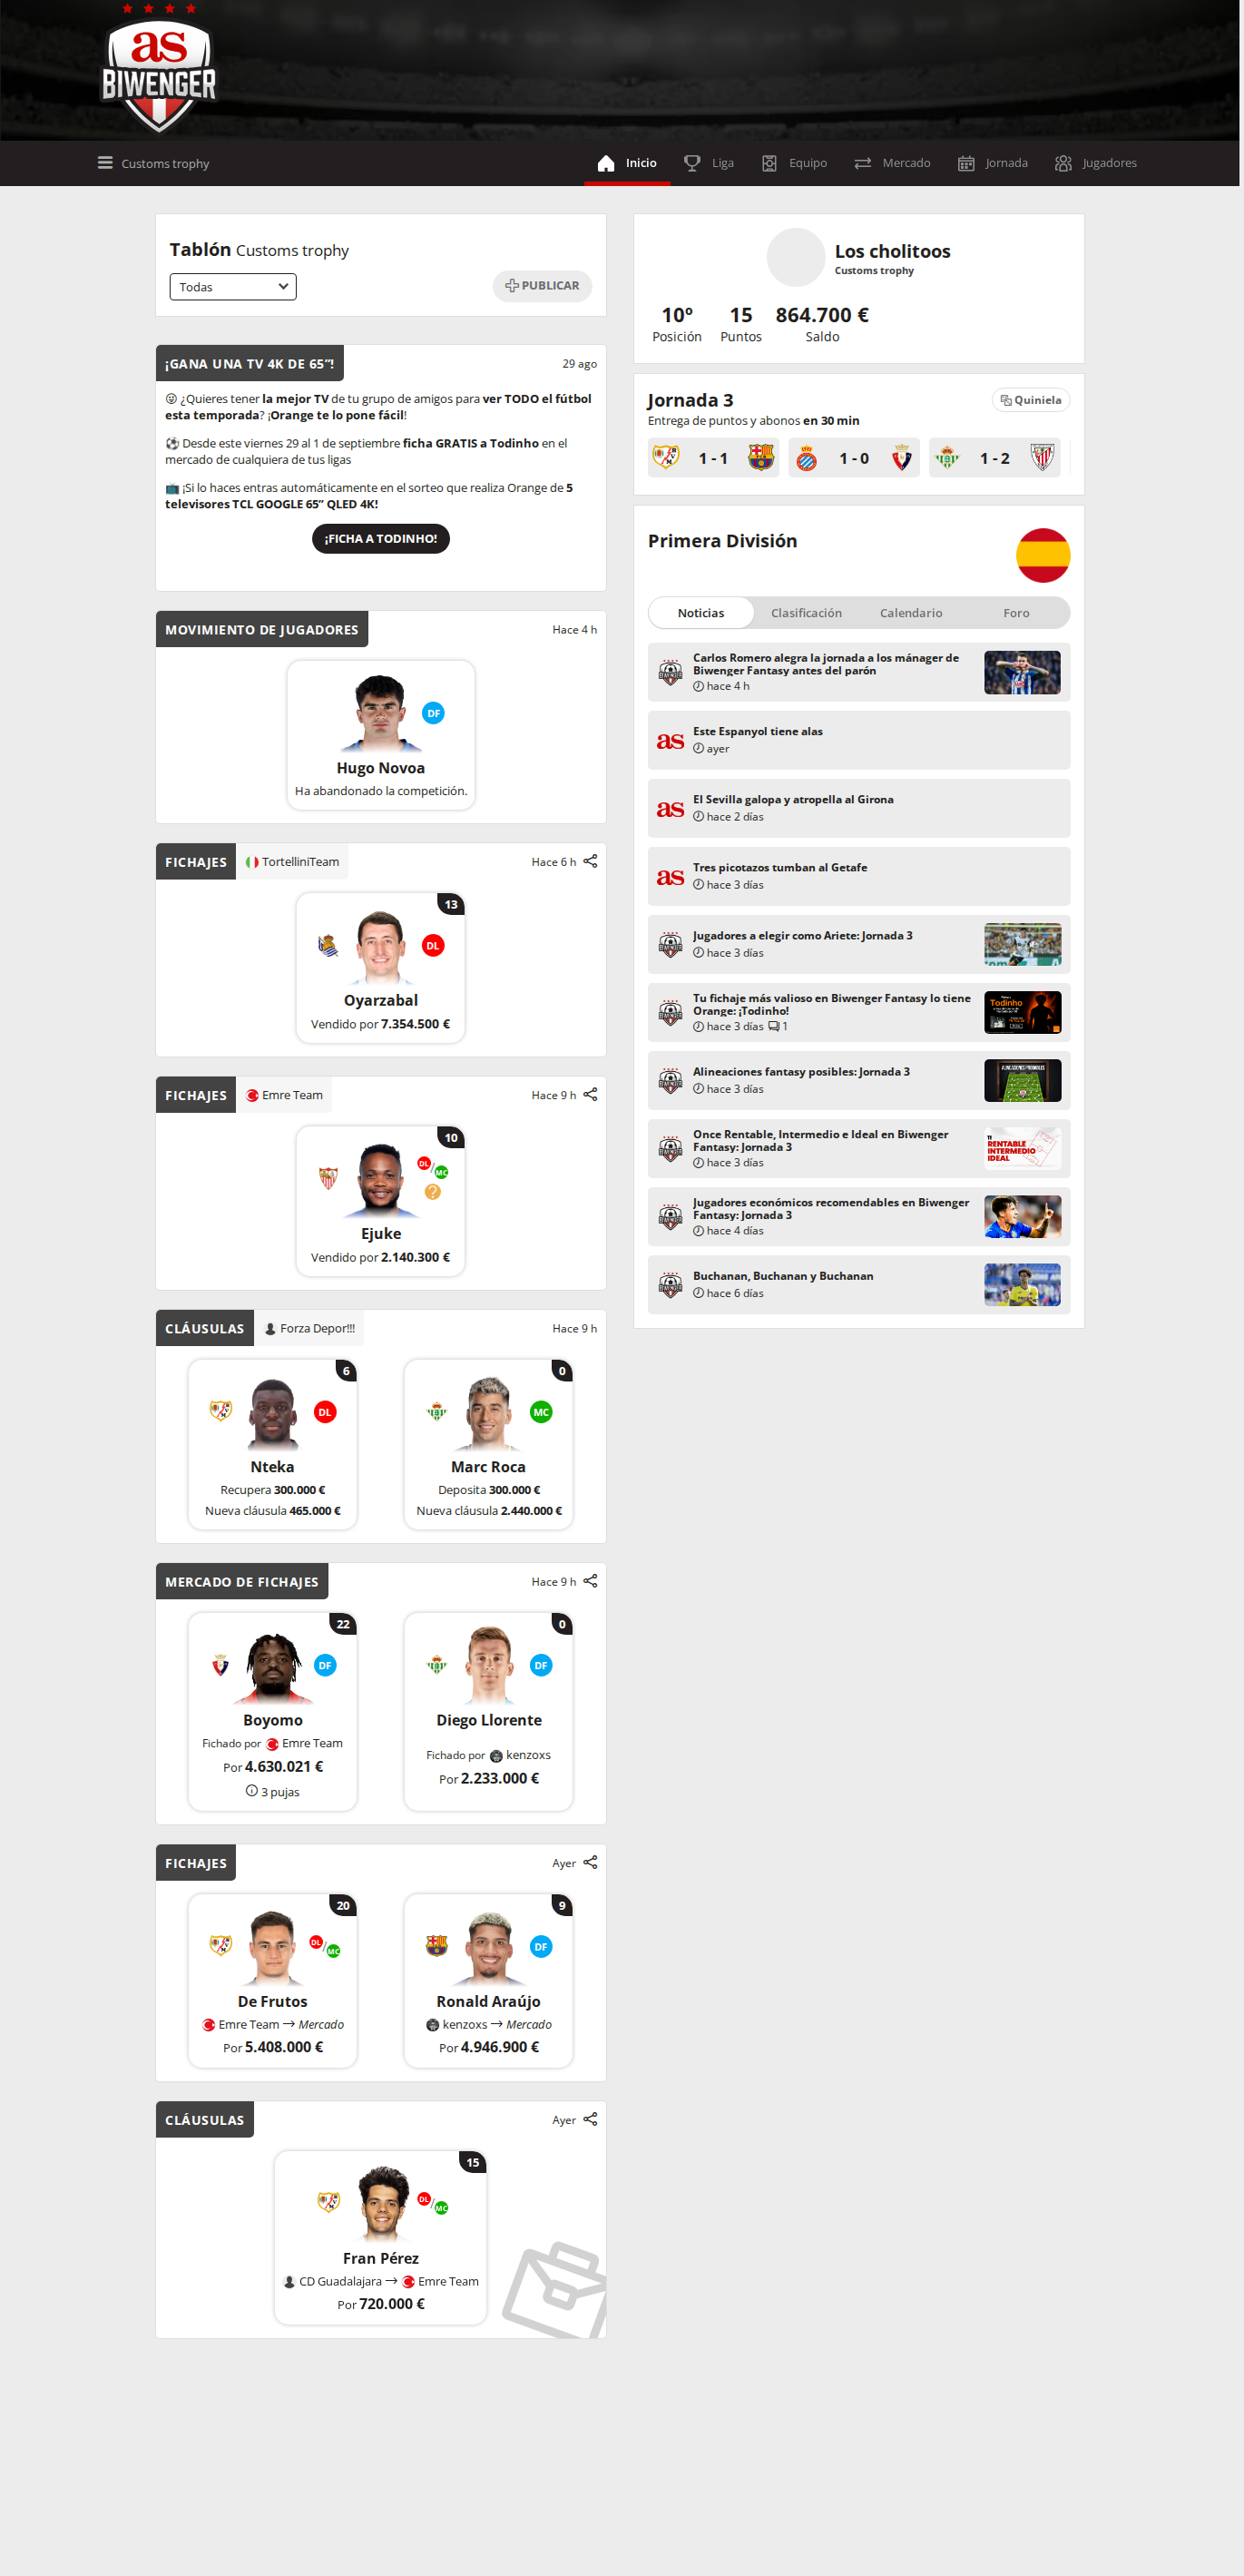 as
BIWENGER
Customs trophy
Inicio
Liga
Equipo
Mercado
Jornada
Jugadores
Tablón Customs trophy
Todas
PUBLICAR
¡GANA UNA TV 4K DE 65”!
29 ago
😜 ¿Quieres tener la mejor TV de tu grupo de amigos para ver TODO el fútbol
esta temporada? ¡Orange te lo pone fácil!
⚽ Desde este viernes 29 al 1 de septiembre ficha GRATIS a Todinho en el
mercado de cualquiera de tus ligas
📺 ¡Si lo haces entras automáticamente en el sorteo que realiza Orange de 5
televisores TCL GOOGLE 65” QLED 4K!
¡FICHA A TODINHO!
MOVIMIENTO DE JUGADORES
Hace 4 h
DF
Hugo Novoa
Ha abandonado la competición.
FICHAJES
TortelliniTeam
Hace 6 h
13
DL
Oyarzabal
Vendido por 7.354.500 €
FICHAJES
Emre Team
Hace 9 h
10
DL/MC
?
Ejuke
Vendido por 2.140.300 €
CLÁUSULAS
Forza Depor!!!
Hace 9 h
6
DL
Nteka
Recupera 300.000 €
Nueva cláusula 465.000 €
0
MC
Marc Roca
Deposita 300.000 €
Nueva cláusula 2.440.000 €
MERCADO DE FICHAJES
Hace 9 h
22
DF
Boyomo
Fichado por Emre Team
Por 4.630.021 €
3 pujas
0
DF
Diego Llorente
Fichado por kenzoxs
Por 2.233.000 €
FICHAJES
Ayer
20
DL/MC
De Frutos
Emre Team → Mercado
Por 5.408.000 €
9
DF
Ronald Araújo
kenzoxs → Mercado
Por 4.946.900 €
CLÁUSULAS
Ayer
15
DL/MC
Fran Pérez
CD Guadalajara → Emre Team
Por 720.000 €
Los cholitoos
Customs trophy
10º
Posición
15
Puntos
864.700 €
Saldo
Jornada 3
Quiniela
Entrega de puntos y abonos en 30 min
1 - 1
1 - 0
1 - 2
Primera División
Noticias
Clasificación
Calendario
Foro
Carlos Romero alegra la jornada a los mánager de
Biwenger Fantasy antes del parón
hace 4 h
as
Este Espanyol tiene alas
ayer
as
El Sevilla galopa y atropella al Girona
hace 2 días
as
Tres picotazos tumban al Getafe
hace 3 días
Jugadores a elegir como Ariete: Jornada 3
hace 3 días
Tu fichaje más valioso en Biwenger Fantasy lo tiene
Orange: ¡Todinho!
hace 3 días 1
Todinho
Alineaciones fantasy posibles: Jornada 3
hace 3 días
Once Rentable, Intermedio e Ideal en Biwenger
Fantasy: Jornada 3
hace 3 días
11
RENTABLE
INTERMEDIO
IDEAL
Jugadores económicos recomendables en Biwenger
Fantasy: Jornada 3
hace 4 días
Buchanan, Buchanan y Buchanan
hace 6 días